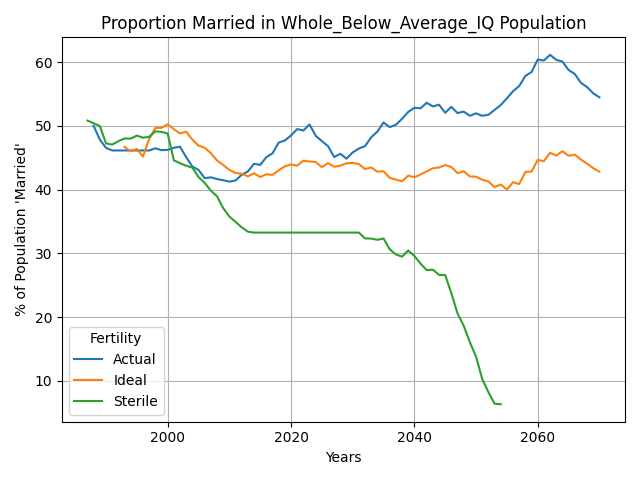 Proportion Married in Whole_Below_Average_IQ Population
% of Population 'Married'
60
50
40
30
20
10
Fertility
Actual
Ideal
Sterile
2000
2020
2040
2060
Years